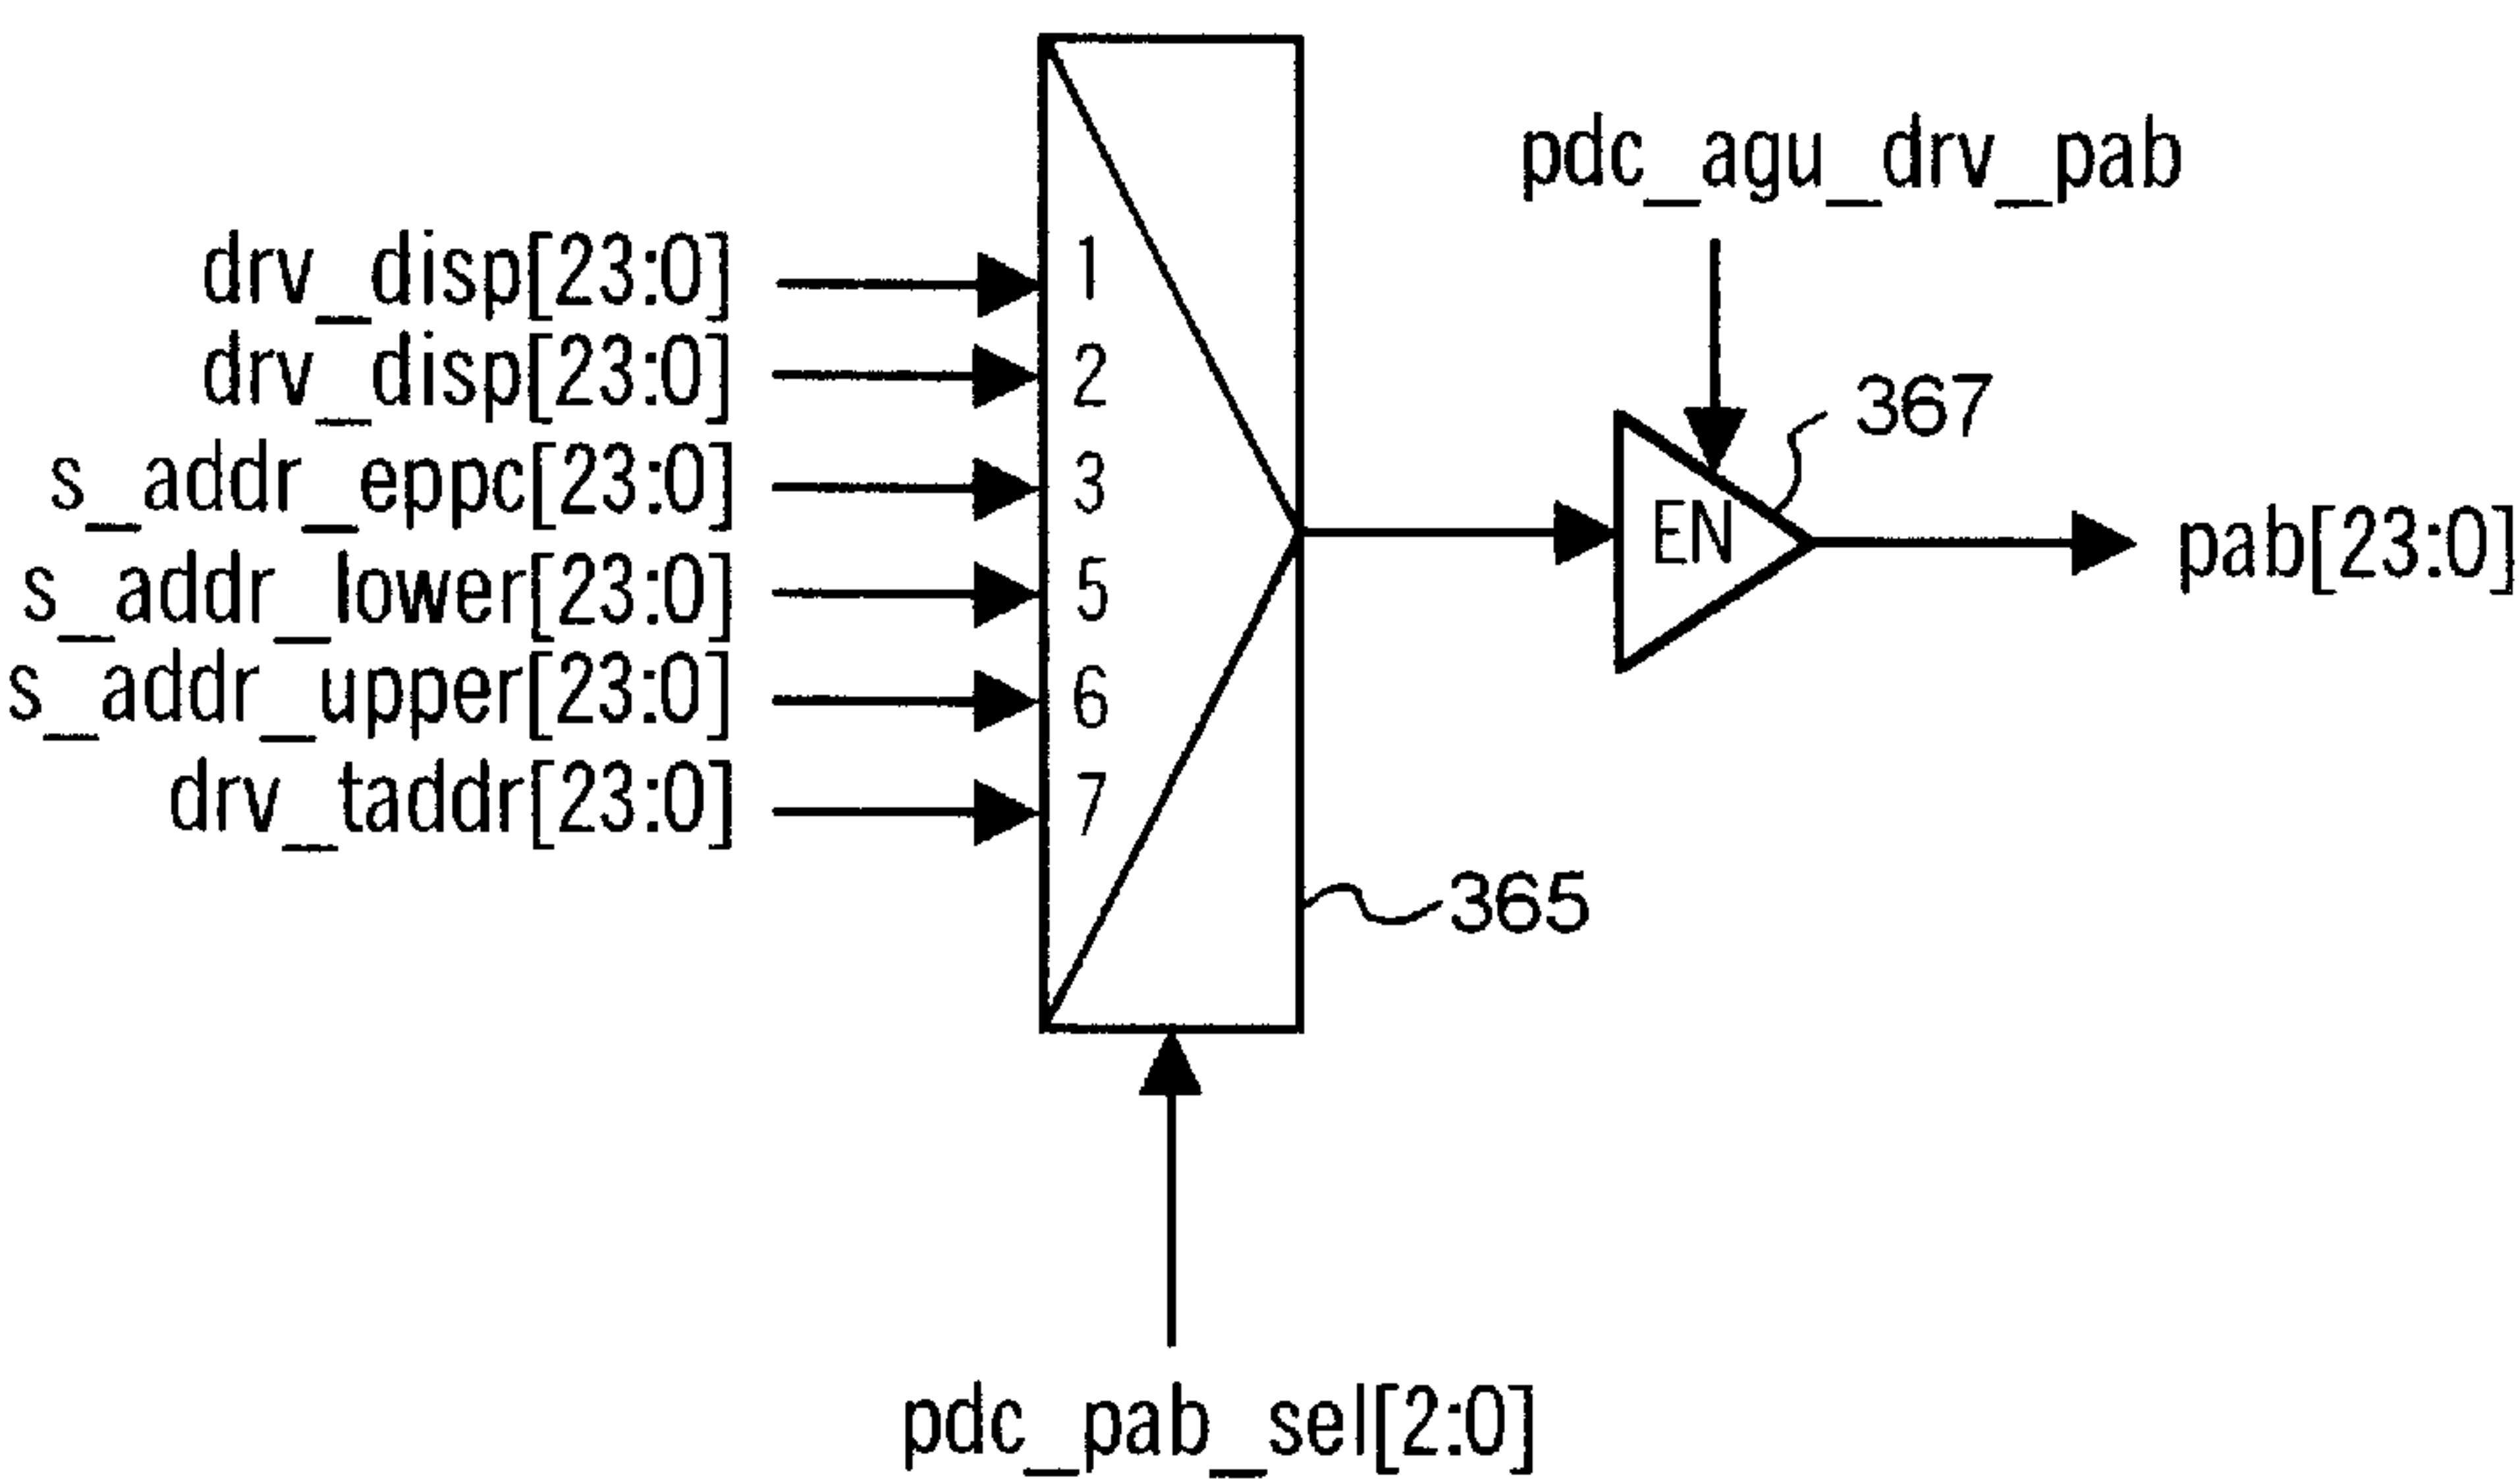 pdc_agu_drv_pab
drv_disp[23:0] 1
drv_disp[23:0] 2
367
s_addr_eppc[23:0] 3
EN pab[23:0]
s_addr_lower[23:0] 5
s_addr_upper[23:0] 6
drv_taddr[23:0] 7
365
pdc_pab_sel[2:0]